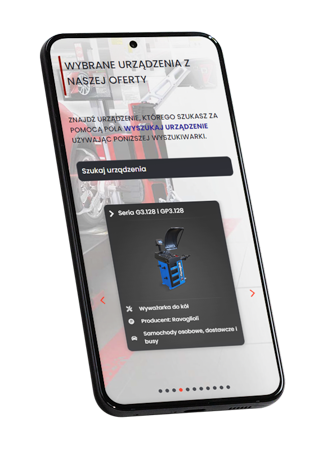 WYBRANE URZĄDZENIA Z
NASZEJ OFERTY
ZNAJDŹ URZĄDZENIE, KTÓREGO SZUKASZ ZA
POMOCĄ POLA WYSZUKAJ URZĄDZENIE
UŻYWAJĄC PONIŻSZEJ WYSZUKIWARKI.
Szukaj urządzenia
Seria G3.128 i GP3.128
Wyważarka do kół
Producent: Ravaglioli
Samochody osobowe, dostawcze i
busy